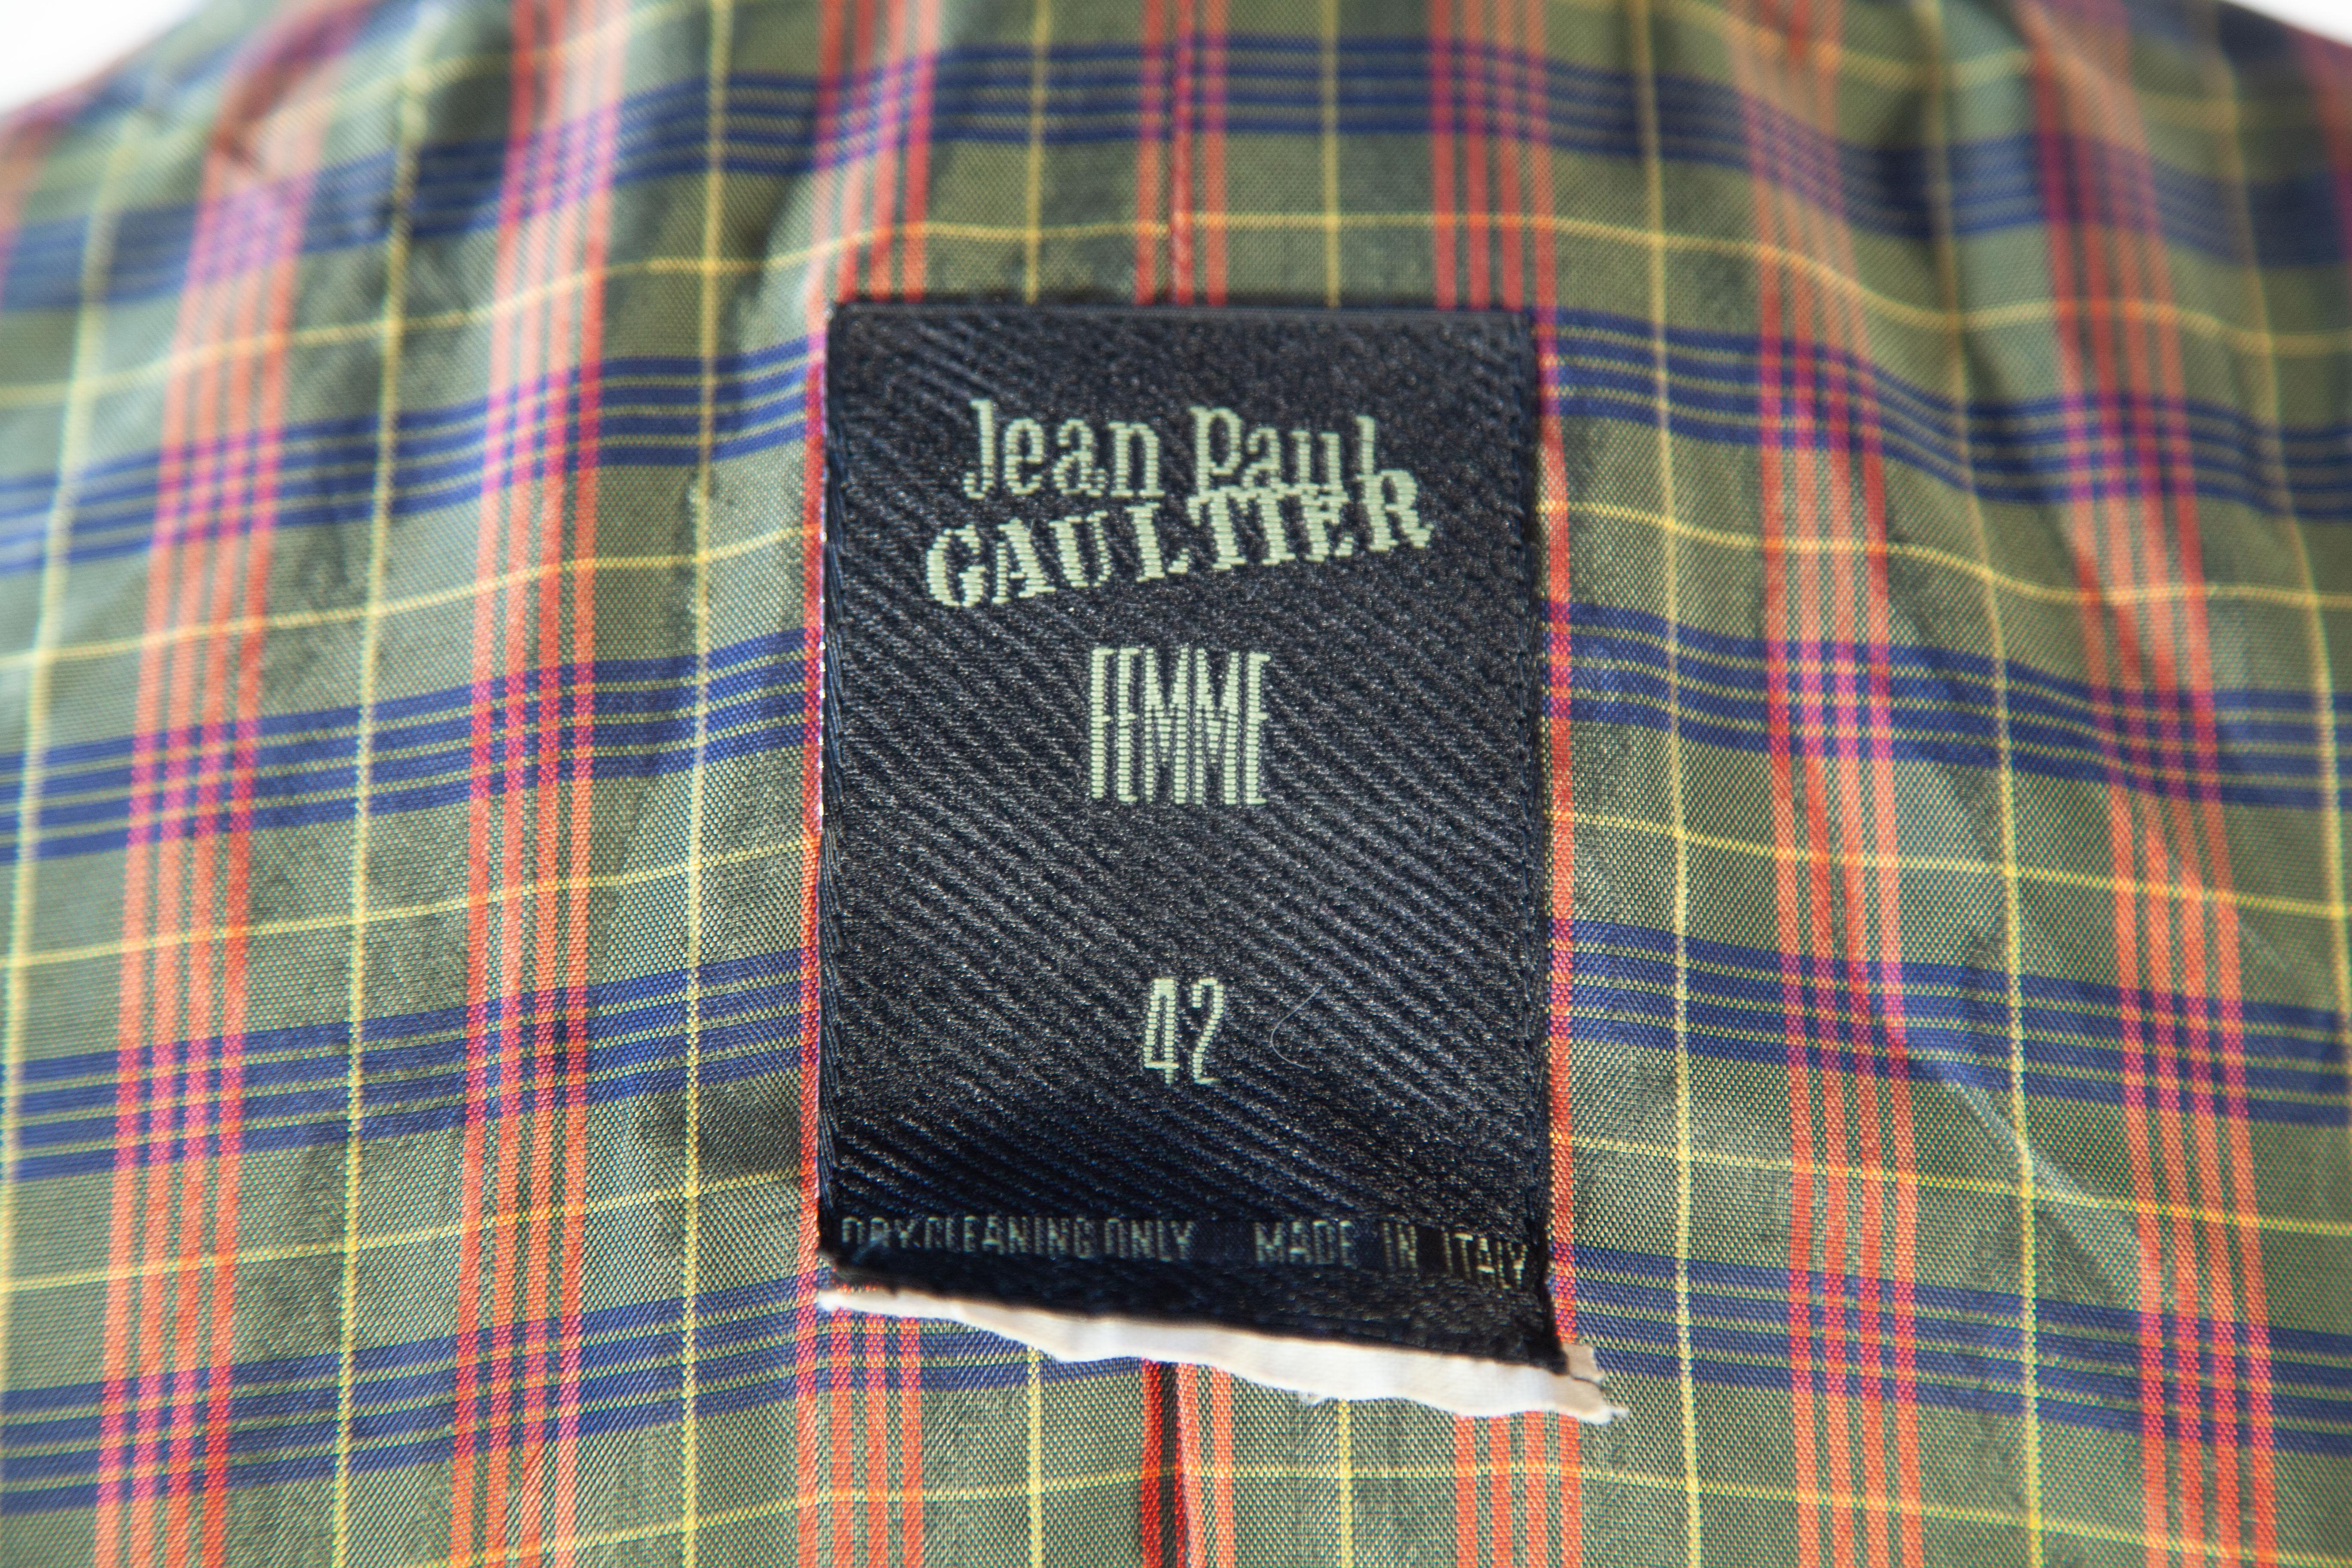 Jean Paul
GAULTIER
FEMME
42
DRY.CLEANING ONLY MADE IN ITALY